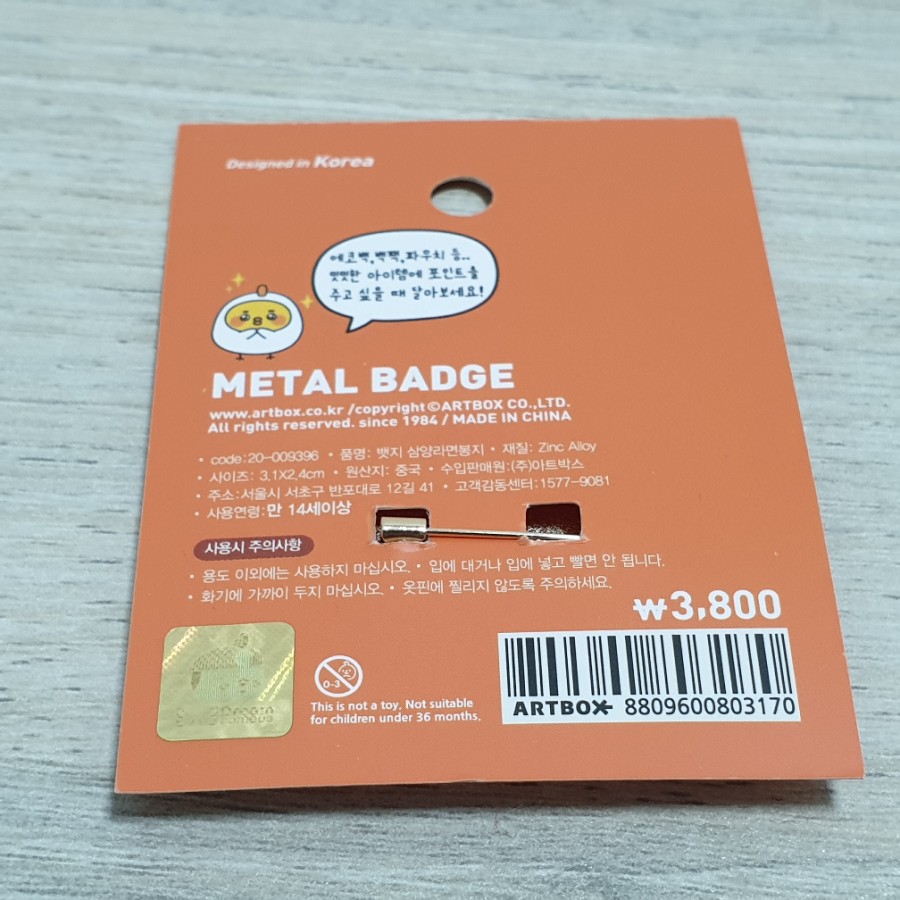 Designed in Korea
에코백,백팩,파우치 등..
밋밋한 아이템에 포인트를
주고 싶을 때 달아보세요!
METAL BADGE
www.artbox.co.kr /copyright©ARTBOX CO.,LTD.
All rights reserved. since 1984 / MADE IN CHINA
• code:20-009396 • 품명: 뱃지 삼양라면봉지 • 재질: Zinc Alloy
• 사이즈: 3.1X2.4cm • 원산지: 중국 • 수입판매원:(주)아트박스
• 주소:서울시 서초구 반포대로 12길 41 • 고객감동센터:1577-9081
• 사용연령:만 14세이상
사용시 주의사항
• 용도 이외에는 사용하지 마십시오. • 입에 대거나 입에 넣고 빨면 안 됩니다.
• 화기에 가까이 두지 마십시오. • 옷핀에 찔리지 않도록 주의하세요.
₩3,800
0-3
This is not a toy. Not suitable
for children under 36 months.
ARTBOX 8809600803170